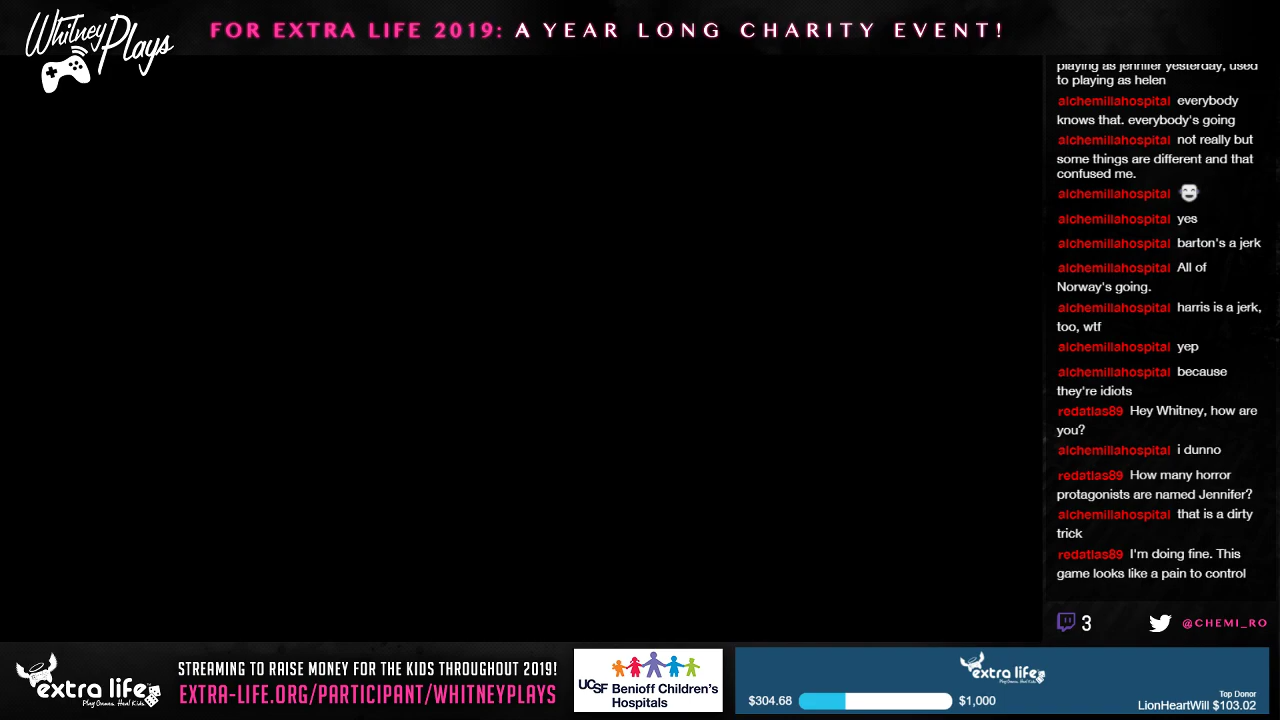 Whitney Plays
FOR EXTRA LIFE 2019: A YEAR LONG CHARITY EVENT!
playing as jennifer yesterday, used
to playing as helen
alchemillahospital everybody
knows that. everybody's going
alchemillahospital not really but
some things are different and that
confused me.
alchemillahospital
alchemillahospital yes
alchemillahospital barton's a jerk
alchemillahospital All of
Norway's going.
alchemillahospital harris is a jerk,
too, wtf
alchemillahospital yep
alchemillahospital because
they're idiots
redatlas89 Hey Whitney, how are
you?
alchemillahospital i dunno
redatlas89 How many horror
protagonists are named Jennifer?
alchemillahospital that is a dirty
trick
redatlas89 I'm doing fine. This
game looks like a pain to control
3 @CHEMI_RO
extra life
Play Games. Heal Kids.
STREAMING TO RAISE MONEY FOR THE KIDS THROUGHOUT 2019!
EXTRA-LIFE.ORG/PARTICIPANT/WHITNEYPLAYS
UCSF Benioff Children's
Hospitals
extra life
Play Games. Heal Kids.
$304.68 $1,000
Top Donor
LionHeartWill $103.02